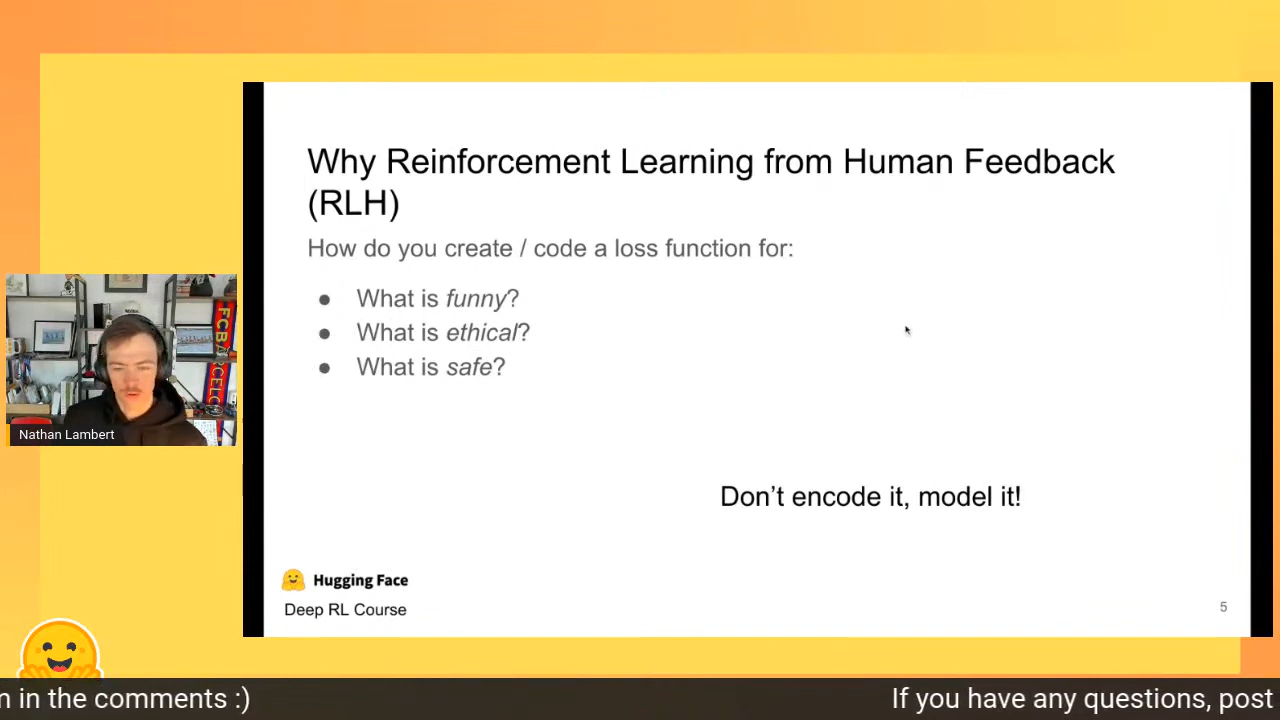 Why Reinforcement Learning from Human Feedback
(RLH)
How do you create / code a loss function for:
● What is funny?
● What is ethical?
● What is safe?
Don’t encode it, model it!
Hugging Face
Deep RL Course
5
FCBARCELO
Nathan Lambert
n in the comments :)
If you have any questions, post